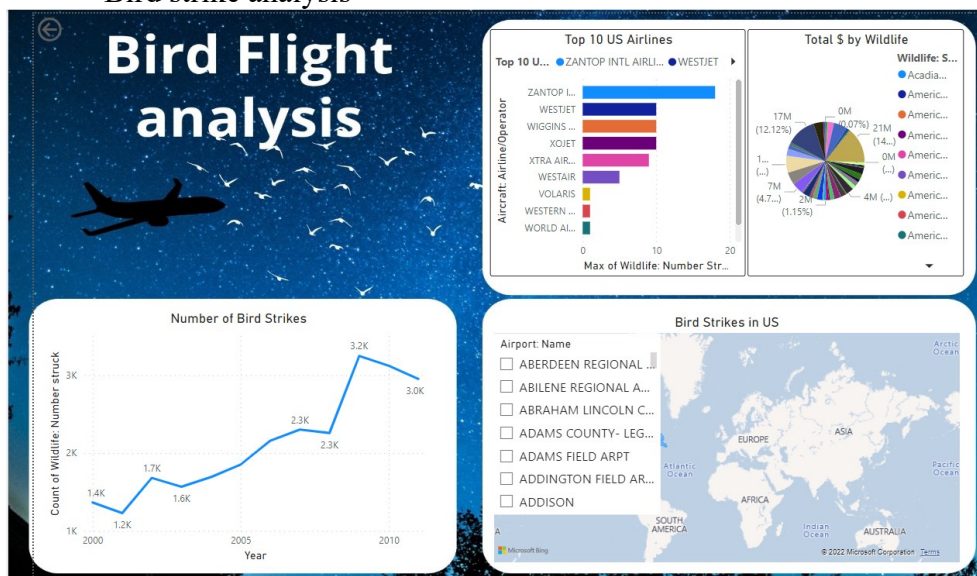 Bird strike analysis
Bird Flight
analysis
Top 10 US Airlines
Top 10 U... ZANTOP INTL AIRLI... WESTJET
ZANTOP I...
WESTJET
WIGGINS ...
XOJET
XTRA AIR...
WESTAIR
VOLARIS
WESTERN ...
WORLD AI...
Aircraft: Airline/Operator
0
10
20
Max of Wildlife: Number Str...
Total $ by Wildlife
Wildlife: S...
Acadia...
Americ...
Americ...
Americ...
Americ...
Americ...
Americ...
Americ...
Americ...
0M
(0.07%)
21M
(14...)
0M
(...)
4M (...)
2M
(1.15%)
7M
(4.7...)
1...
(...)
17M
(12.12%)
Number of Bird Strikes
Count of Wildlife: Number struck
3K
2K
1K
1.4K
1.2K
1.7K
1.6K
2.3K
2.3K
3.2K
3.0K
2000
2005
2010
Year
Bird Strikes in US
Airport: Name
ABERDEEN REGIONAL ...
ABILENE REGIONAL A...
ABRAHAM LINCOLN C...
ADAMS COUNTY- LEG...
ADAMS FIELD ARPT
ADDINGTON FIELD AR...
ADDISON
Arctic
Ocean
EUROPE
ASIA
Atlantic
Ocean
Pacific
Ocean
AFRICA
SOUTH
AMERICA
Indian
Ocean
AUSTRALIA
A
Microsoft Bing
© 2022 Microsoft Corporation Terms